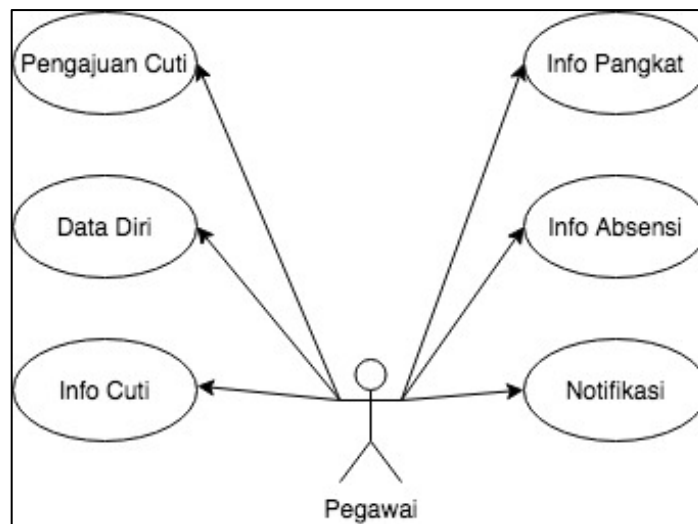 Pengajuan Cuti
Info Pangkat
Data Diri
Info Absensi
Info Cuti
Notifikasi
Pegawai